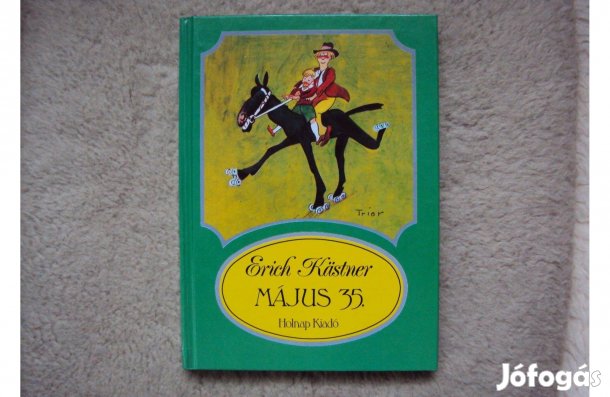 Trier
Erich Kästner
MÁJUS 35.
Holnap Kiadó
Jófogás